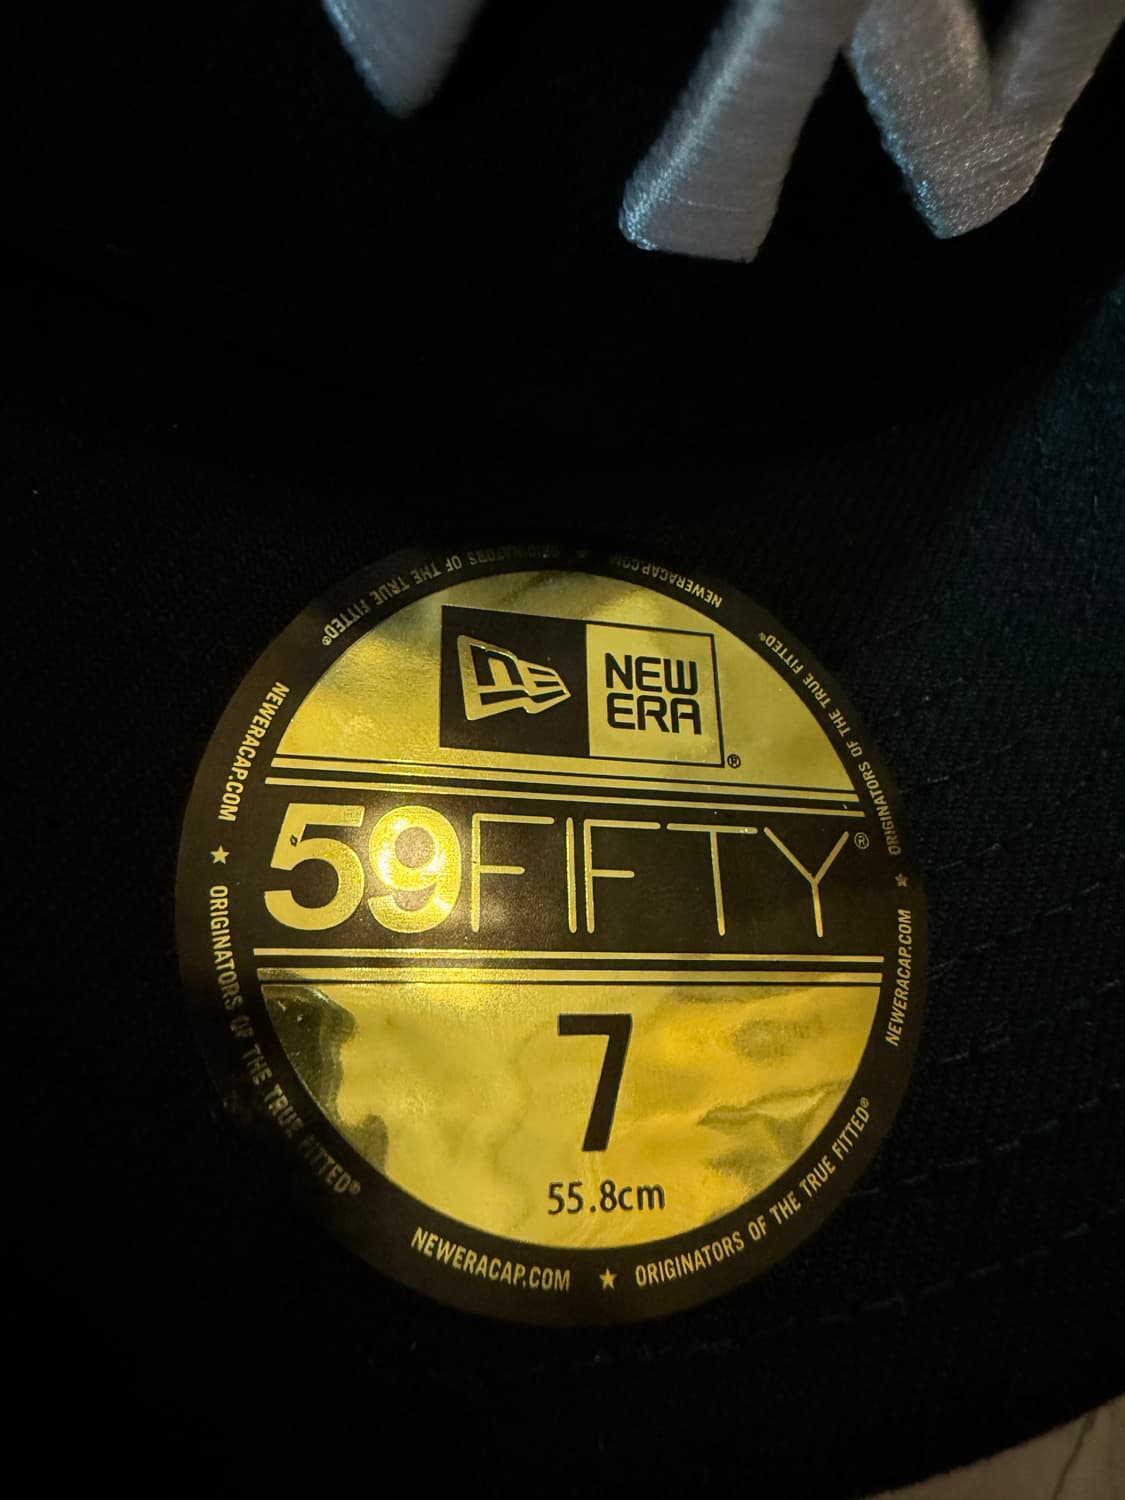 NEW
ERA®
59FIFTY®
7
55.8cm
NEWERACAP.COM ★ ORIGINATORS OF THE TRUE FITTED®
NEWERACAP.COM ★ ORIGINATORS OF THE TRUE FITTED®
NEWERACAP.COM ★ ORIGINATORS OF THE TRUE FITTED®
NEWERACAP.COM ★ ORIGINATORS OF THE TRUE FITTED®